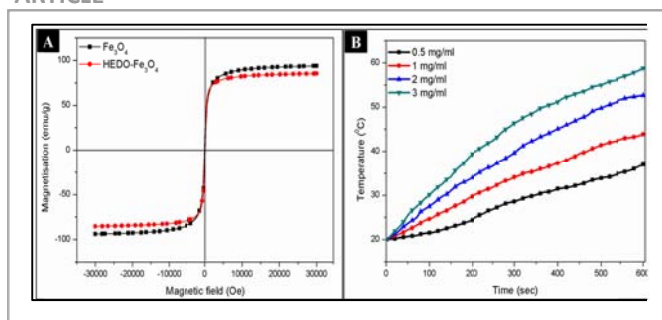 ARTICLE
A
Fe3O4
HEDO-Fe3O4
Magnetisation (emu/g)
100
50
0
-50
-100
-30000 -20000 -10000 0 10000 20000 30000
Magnetic field (Oe)
B
0.5 mg/ml
1 mg/ml
2 mg/ml
3 mg/ml
Temperature (°C)
60
50
40
30
20
0 100 200 300 400 500 600
Time (sec)